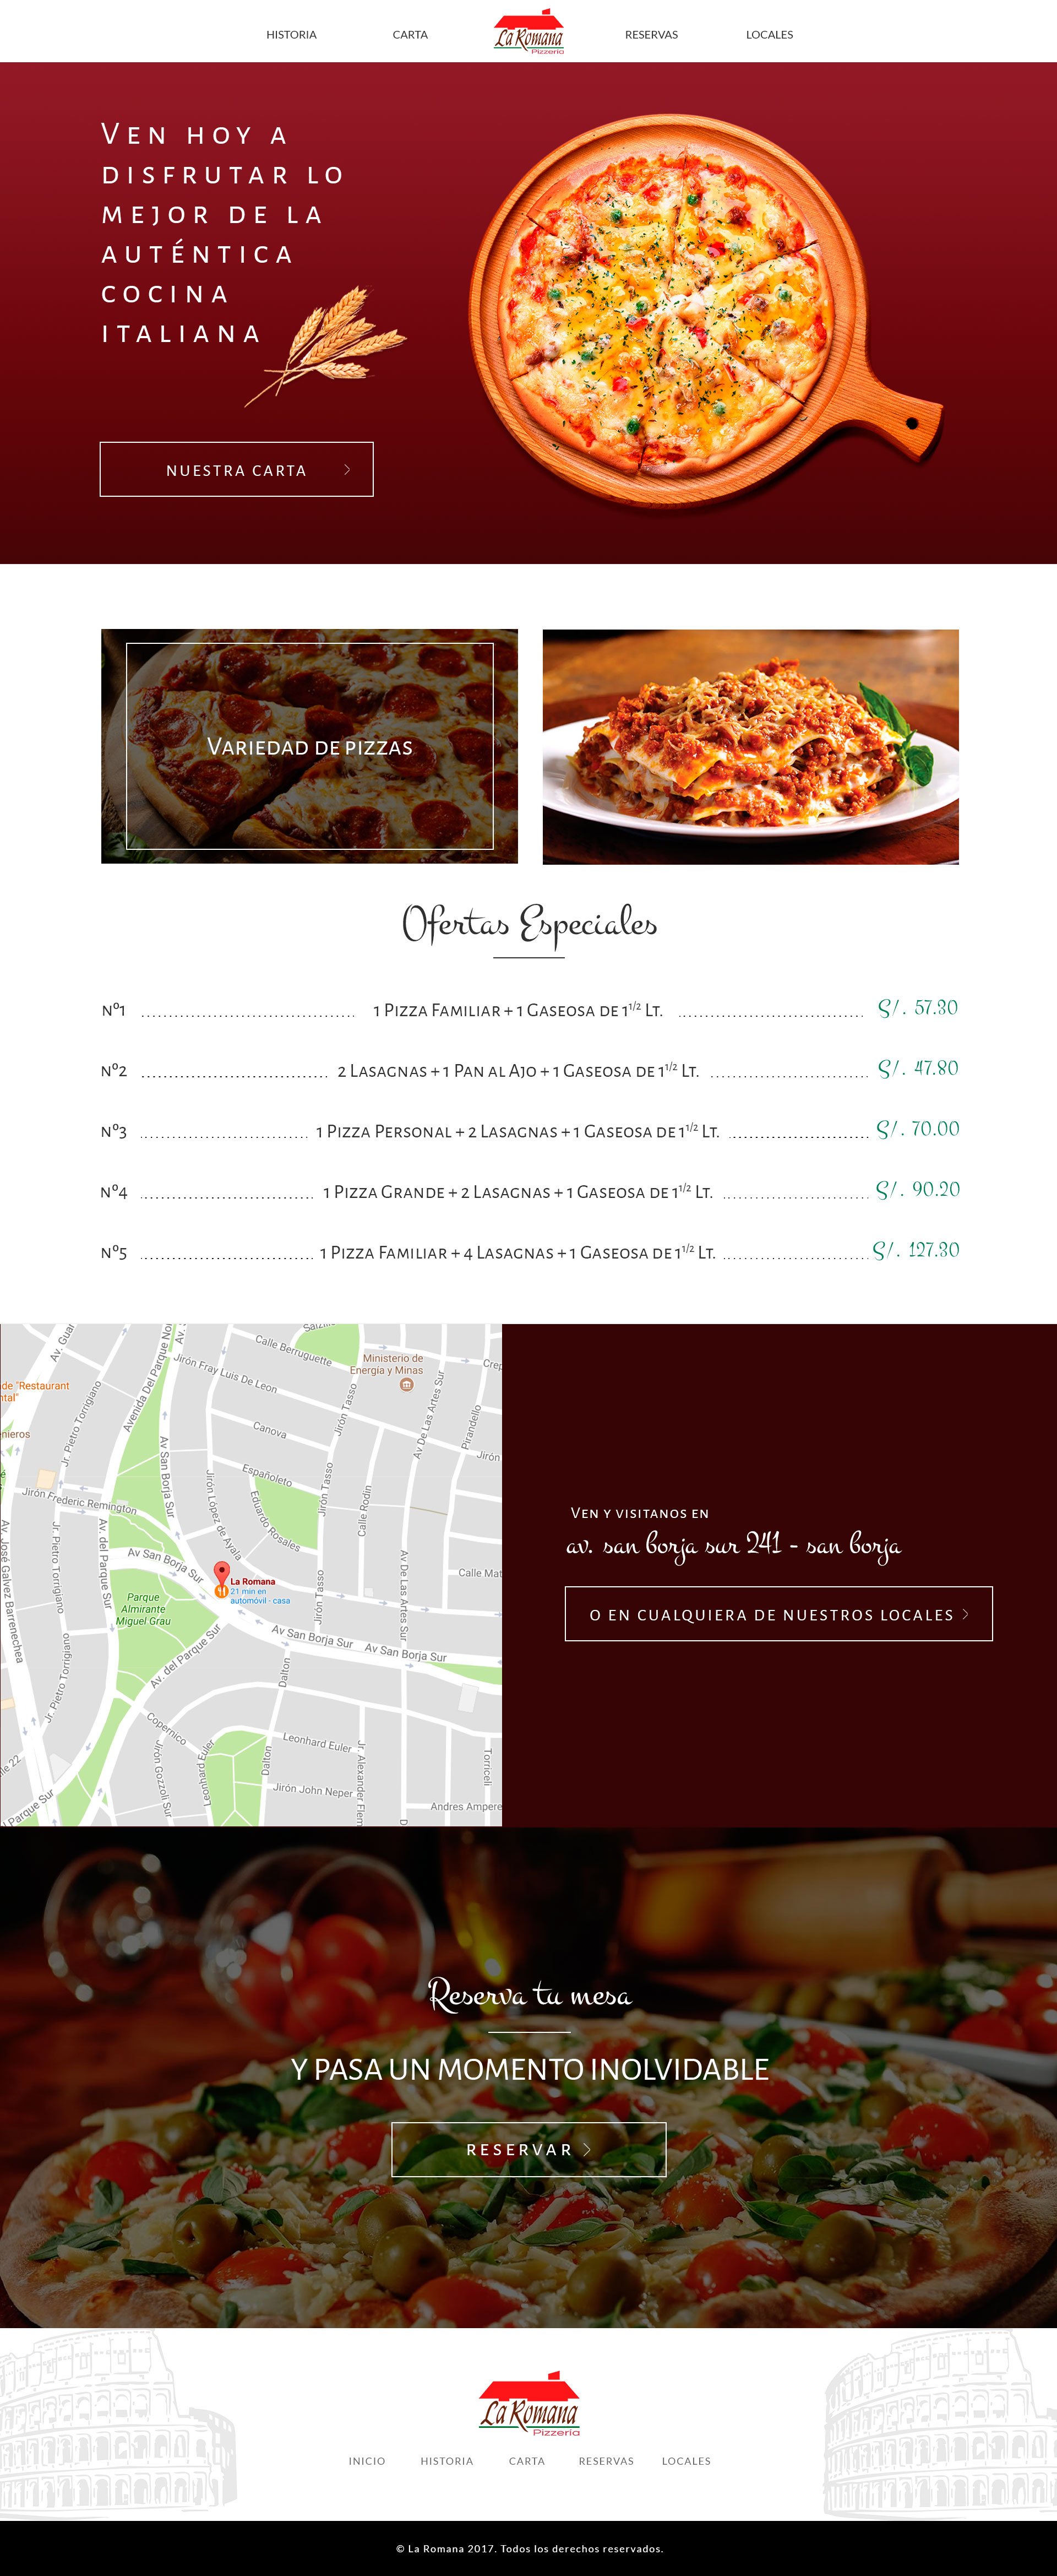 HISTORIA
CARTA
La Romana
Pizzeria
RESERVAS
LOCALES
Ven hoy a
disfrutar lo
mejor de la
auténtica
cocina
italiana
NUESTRA CARTA
Variedad de pizzas
Ofertas Especiales
Nº1 1 Pizza Familiar + 1 Gaseosa de 1 1/2 Lt. S/. 57.30
Nº2 2 Lasagnas + 1 Pan al Ajo + 1 Gaseosa de 1 1/2 Lt. S/. 47.80
Nº3 1 Pizza Personal + 2 Lasagnas + 1 Gaseosa de 1 1/2 Lt. S/. 70.00
Nº4 1 Pizza Grande + 2 Lasagnas + 1 Gaseosa de 1 1/2 Lt. S/. 90.20
Nº5 1 Pizza Familiar + 4 Lasagnas + 1 Gaseosa de 1 1/2 Lt. S/. 127.30
Av. Guar
Avenida Del Parque Nor
Av. S
Calle Berruguette
Ministerio de
Energía y Minas
Jirón Fray Luis De Leon
Crep
de "Restaurant
ntal"
Jr. Pietro Torrigiano
Jirón Tasso
Av De Las Artes Sur
Pirandello
nieros
Canova
Jirón
Av San Borja Sur
Españoleto
Jirón López de Ayala
Eduardo Rosales
Jirón Tasso
Calle Rodin
Jirón Frederic Remington
Av. José Galvez Barrenechea
Jr. Pietro Torrigiano
Av. del Parque Sur
Av San Borja Sur
Av De Las Artes Sur
Calle Mat
La Romana
21 min en
automóvil - casa
Jirón Tasso
Parque
Almirante
Miguel Grau
Av San Borja Sur
Av San Borja Sur
Av. del Parque Sur
Jr. Pietro Torrigiano
Dalton
Copernico
Leonhard Euler
Jirón Gozzoli Sur
Leonhard Euler
Dalton
Jr. Alexander Flem
Torricell
Jirón John Neper
Andres Ampere
lle 22
Parque Sur
D
Ven y visitanos en
av. san borja sur 241 - san borja
O EN CUALQUIERA DE NUESTROS LOCALES
Reserva tu mesa
Y PASA UN MOMENTO INOLVIDABLE
RESERVAR
La Romana
Pizzeria
INICIO HISTORIA CARTA RESERVAS LOCALES
© La Romana 2017. Todos los derechos reservados.